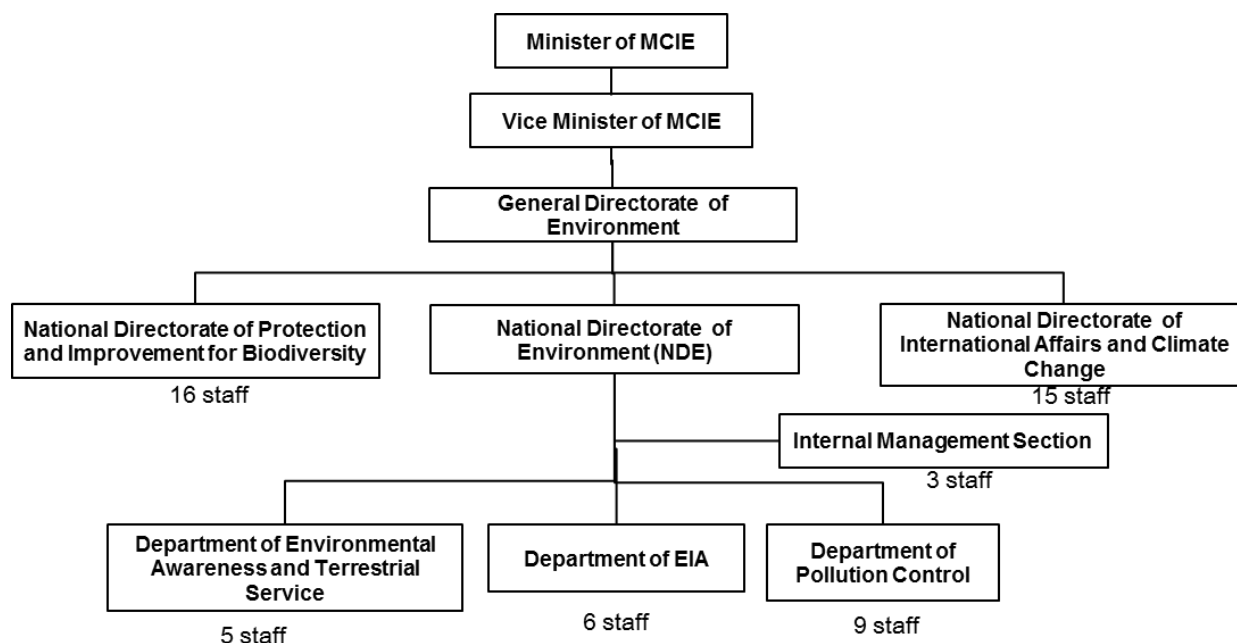 Minister of MCIE
Vice Minister of MCIE
General Directorate of
Environment
National Directorate of Protection
and Improvement for Biodiversity
16 staff
National Directorate of
Environment (NDE)
National Directorate of
International Affairs and Climate
Change
15 staff
Internal Management Section
3 staff
Department of Environmental
Awareness and Terrestrial
Service
5 staff
Department of EIA
6 staff
Department of
Pollution Control
9 staff